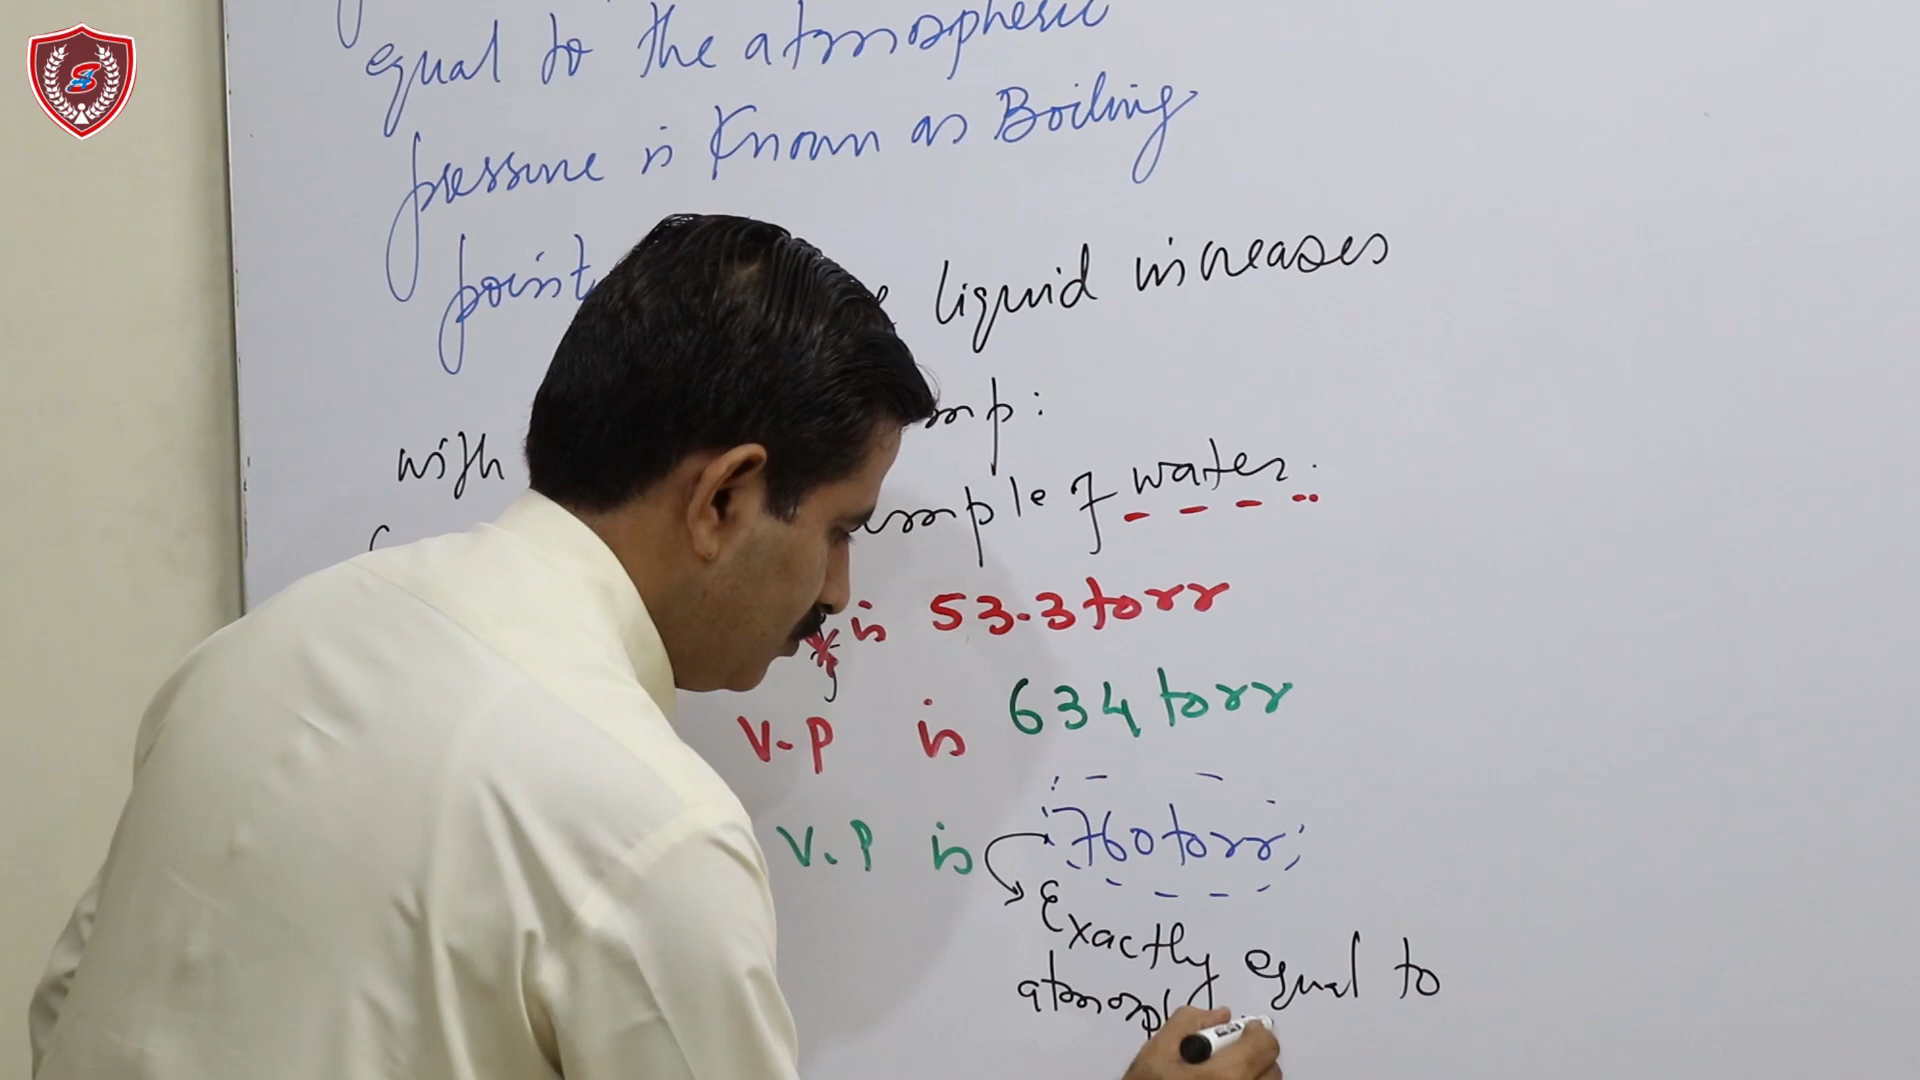 equal to the atmospheric
pressure is Known as Boiling
point liquid increases
with mp:
ample of water.
is 53.3 torr
V.P is 634 torr
V.P is 760 torr
Exactly equal to
atmosph